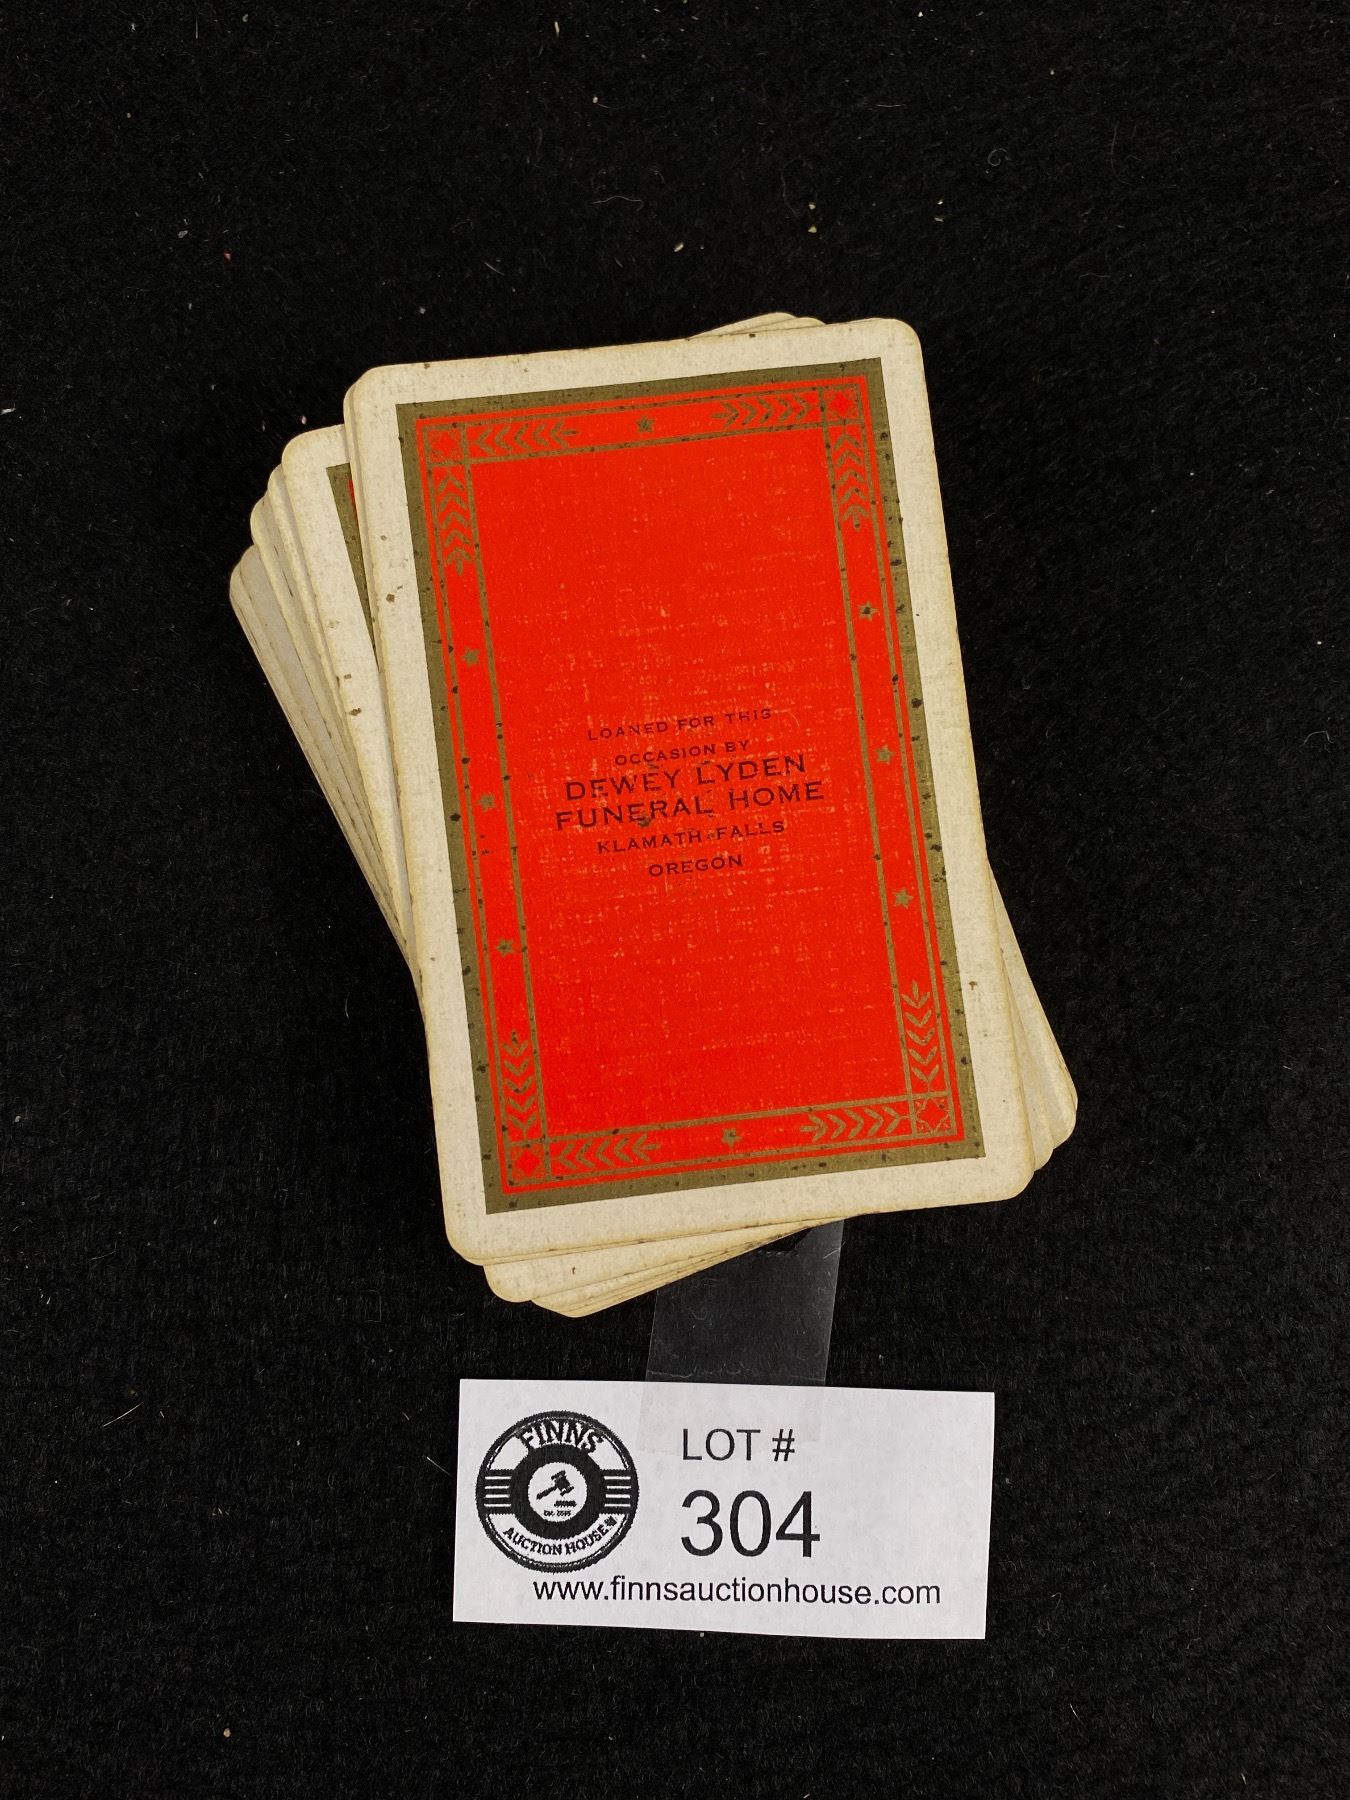 LOANED FOR THIS
OCCASION BY
DEWEY LYDEN
FUNERAL HOME
KLAMATH FALLS
OREGON
FINNS
AUCTION HOUSE
LOT #
304
www.finnsauctionhouse.com